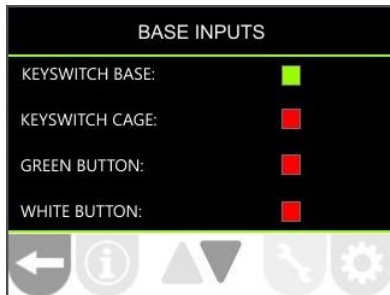 BASE INPUTS
KEYSWITCH BASE:
KEYSWITCH CAGE:
GREEN BUTTON:
WHITE BUTTON: